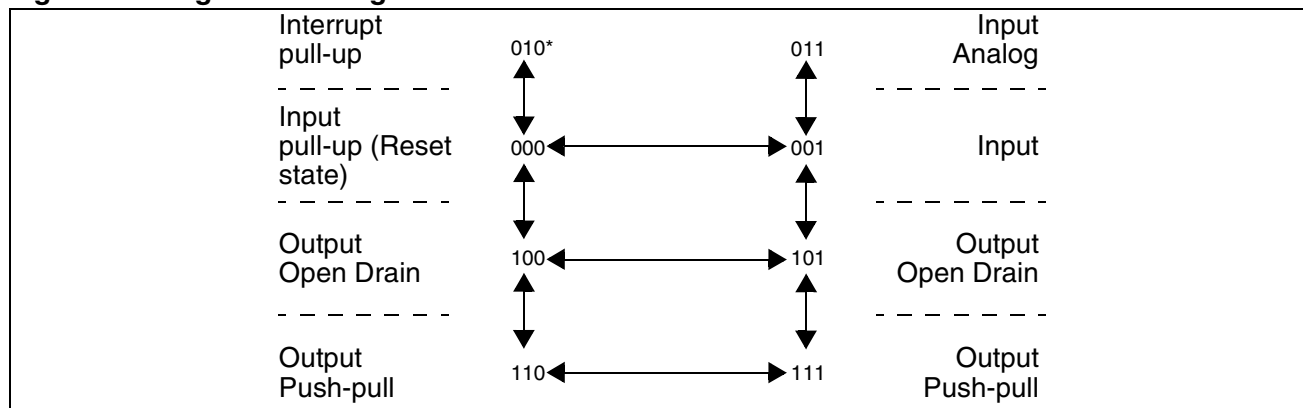 Interrupt
pull-up
010*
011
Input
Analog
Input
pull-up (Reset
state)
000
001
Input
Output
Open Drain
100
101
Output
Open Drain
Output
Push-pull
110
111
Output
Push-pull